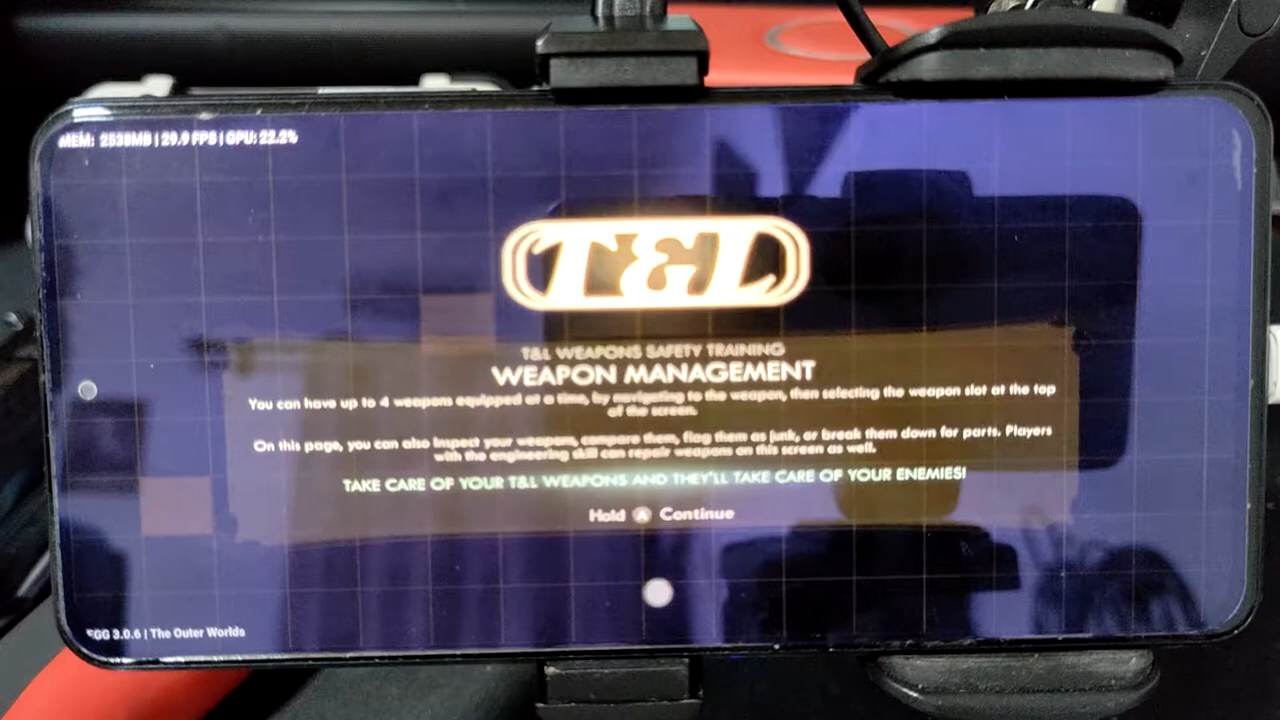 MEM: 2538MB | 29.9 FPS | GPU: 22.2%
T&L
T&L WEAPONS SAFETY TRAINING
WEAPON MANAGEMENT
You can have up to 4 weapons equipped at a time, by navigating to the weapon, then selecting the weapon slot at the top
of the screen.
On this page, you can also inspect your weapons, compare them, flag them as junk, or break them down for parts. Players
with the engineering skill can repair weapons on this screen as well.
TAKE CARE OF YOUR T&L WEAPONS AND THEY'LL TAKE CARE OF YOUR ENEMIES!
Hold A Continue
EGG 3.0.6 | The Outer Worlds